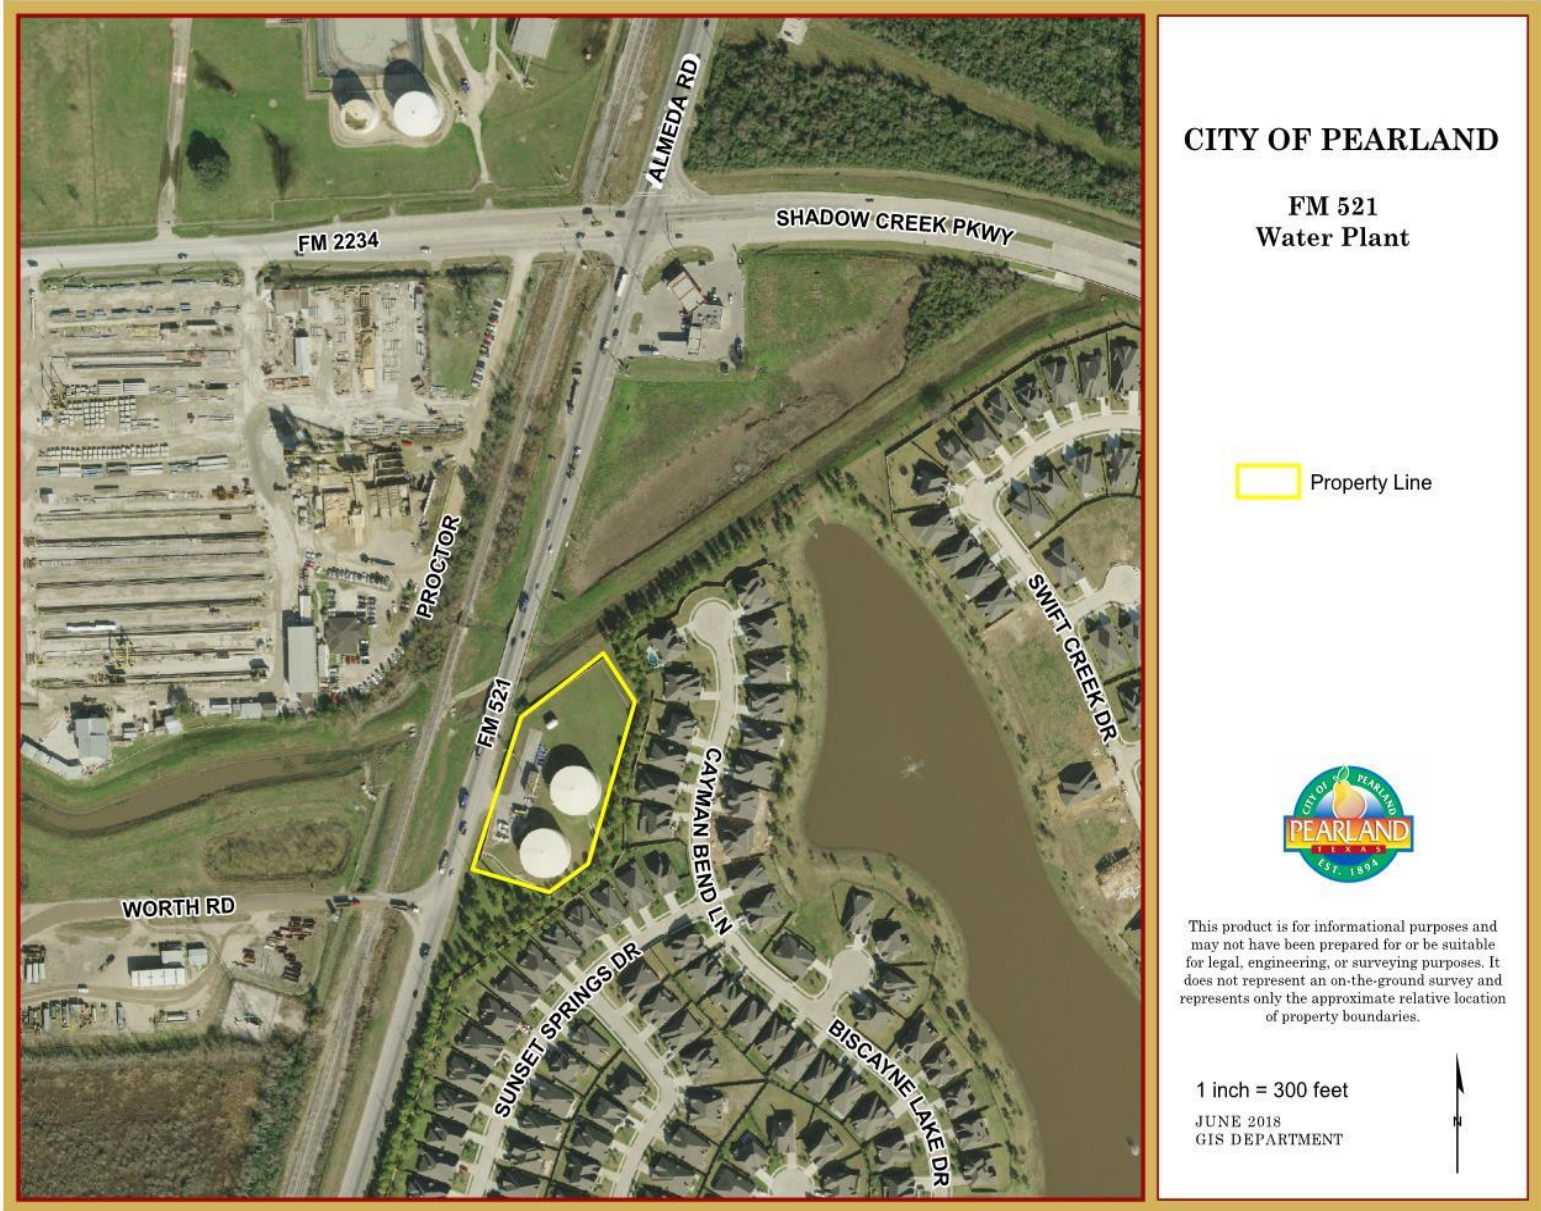 ALMEDA RD
SHADOW CREEK PKWY
FM 2234
PROCTOR
FM 521
SWIFT CREEK DR
CAYMAN BEND LN
WORTH RD
SUNSET SPRINGS DR
BISCAYNE LAKE DR
CITY OF PEARLAND
FM 521
Water Plant
Property Line
CITY OF PEARLAND
PEARLAND
TEXAS
EST. 1894
This product is for informational purposes and
may not have been prepared for or be suitable
for legal, engineering, or surveying purposes. It
does not represent an on-the-ground survey and
represents only the approximate relative location
of property boundaries.
1 inch = 300 feet
JUNE 2018
GIS DEPARTMENT
N